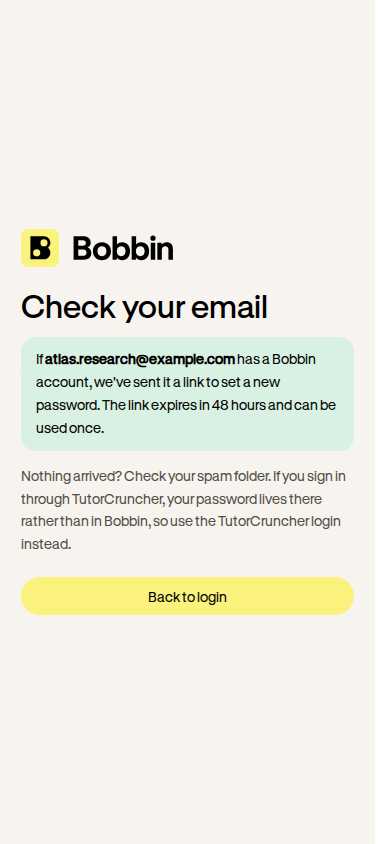 Bobbin
Check your email
If atlas.research@example.com has a Bobbin
account, we've sent it a link to set a new
password. The link expires in 48 hours and can be
used once.
Nothing arrived? Check your spam folder. If you sign in
through TutorCruncher, your password lives there
rather than in Bobbin, so use the TutorCruncher login
instead.
Back to login